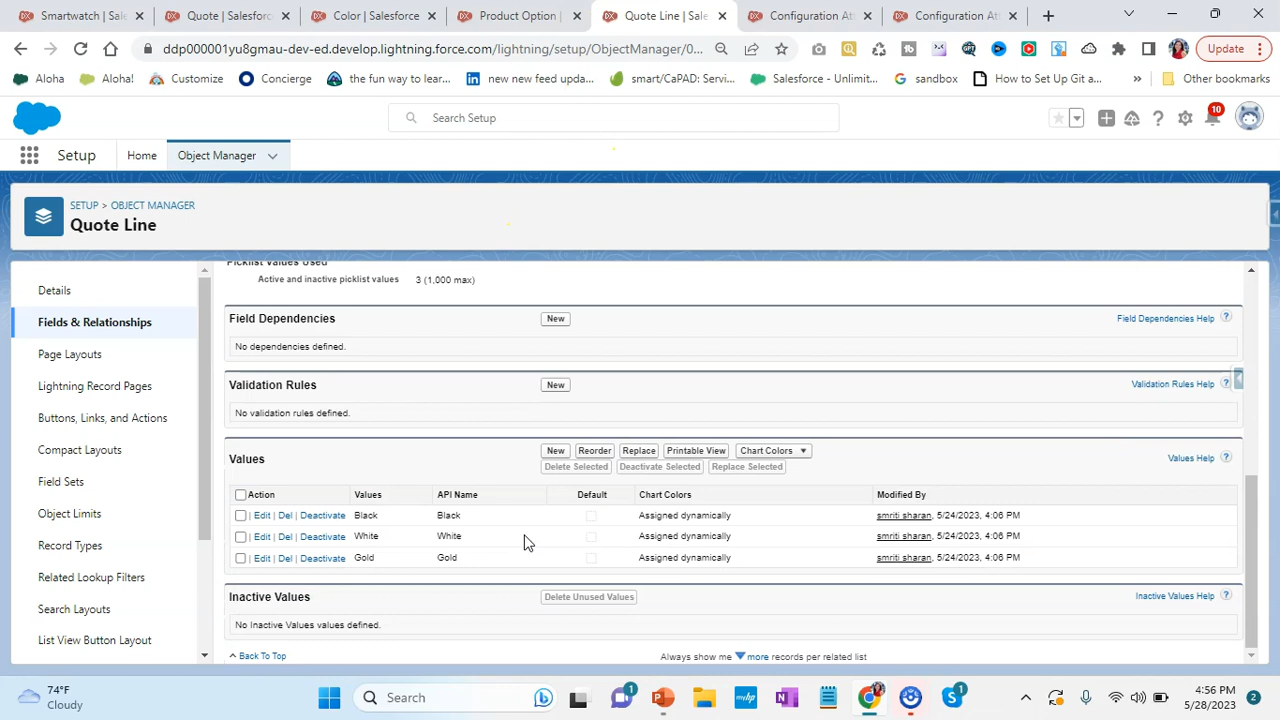 Smartwatch | Sal
Quote | Salesfor
Color | Salesforc
Product Option |
Quote Line | Sale
Configuration Att
Configuration Att
ddp000001yu8gmau-dev-ed.develop.lightning.force.com/lightning/setup/ObjectManager/0...
Update
Aloha
Aloha!
Customize
Concierge
the fun way to lear...
new new feed upda...
smart/CaPAD: Servi...
Salesforce - Unlimit...
sandbox
How to Set Up Git a...
Other bookmarks
Search Setup
10
Setup
Home
Object Manager
SETUP > OBJECT MANAGER
Quote Line
Details
Fields & Relationships
Page Layouts
Lightning Record Pages
Buttons, Links, and Actions
Compact Layouts
Field Sets
Object Limits
Record Types
Related Lookup Filters
Search Layouts
List View Button Layout
Picklist Values Used
Active and inactive picklist values 3 (1,000 max)
Field Dependencies New Field Dependencies Help ?
No dependencies defined.
Validation Rules New Validation Rules Help ?
No validation rules defined.
Values New Reorder Replace Printable View Chart Colors Values Help ?
Delete Selected Deactivate Selected Replace Selected
Action Values API Name Default Chart Colors Modified By
| Edit | Del | Deactivate Black Black Assigned dynamically smriti sharan, 5/24/2023, 4:06 PM
| Edit | Del | Deactivate White White Assigned dynamically smriti sharan, 5/24/2023, 4:06 PM
| Edit | Del | Deactivate Gold Gold Assigned dynamically smriti sharan, 5/24/2023, 4:06 PM
Inactive Values Delete Unused Values Inactive Values Help ?
No Inactive Values values defined.
Back To Top Always show me more records per related list
74°F
Cloudy
Search
1
1
4:56 PM
5/28/2023
2